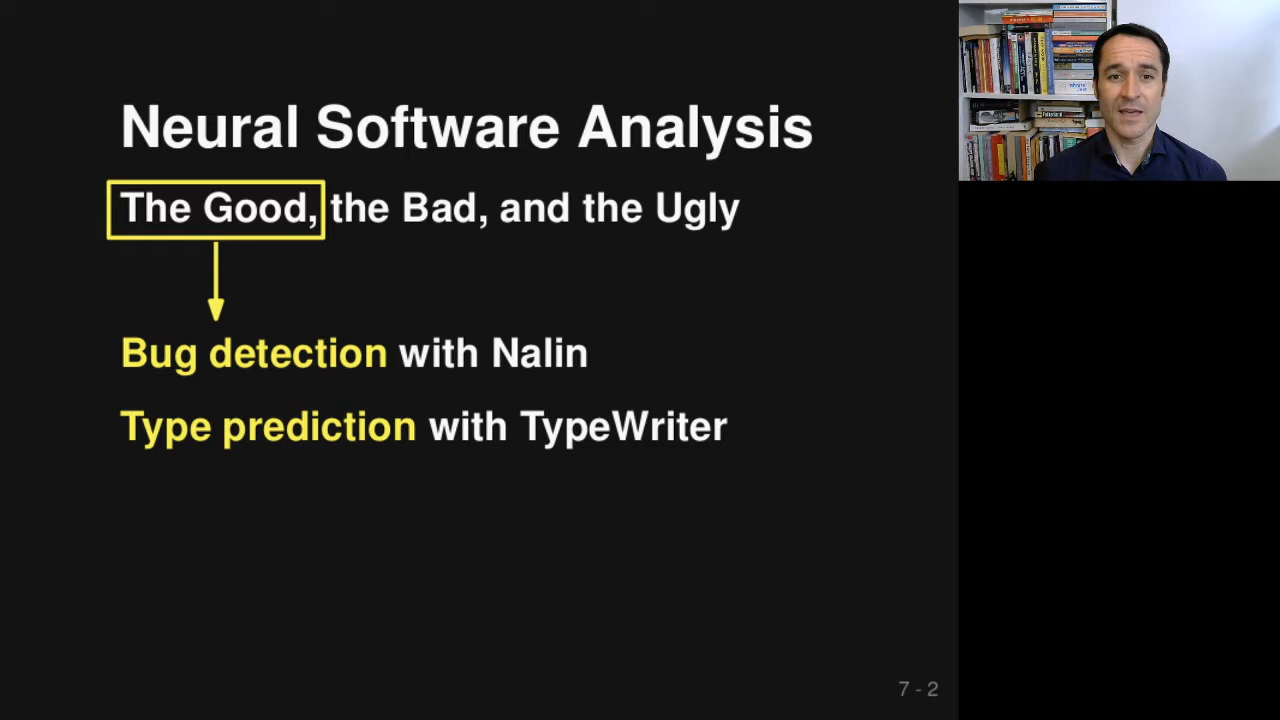 Neural Software Analysis
The Good, the Bad, and the Ugly
Bug detection with Nalin
Type prediction with TypeWriter
7 - 2